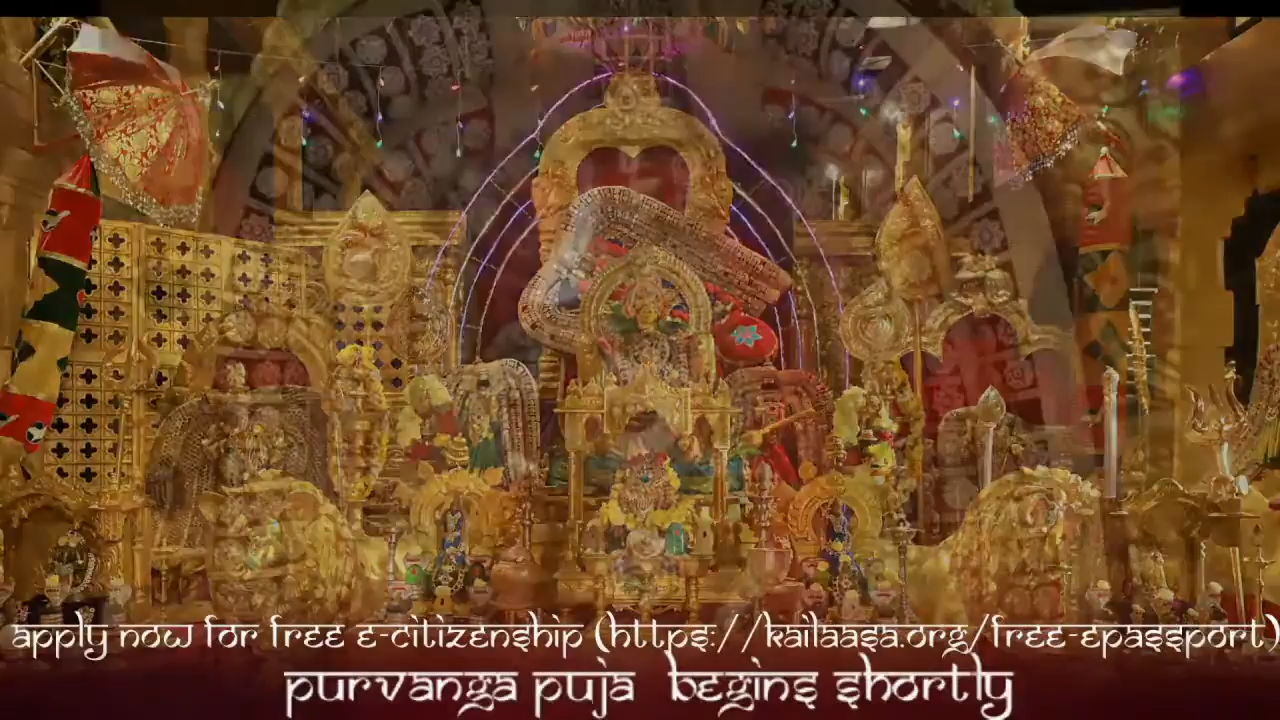 apply now for free e-citizenship (https://kailaasa.org/free-epassport)
purvanga puja begins shortly